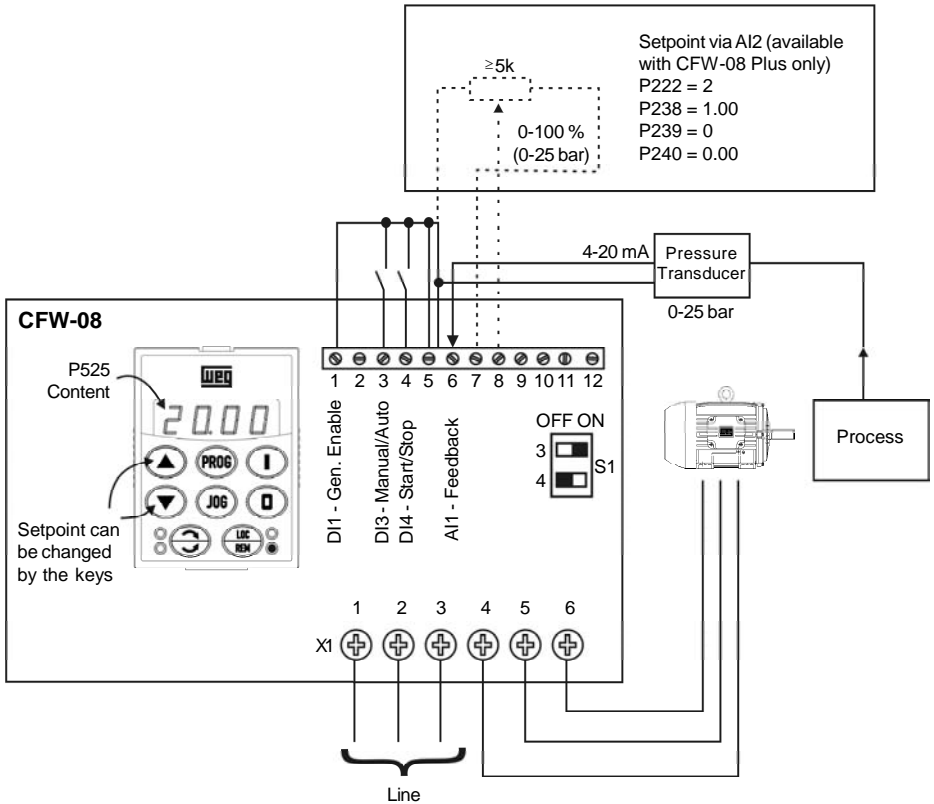 Setpoint via AI2 (available
with CFW-08 Plus only)
P222 = 2
P238 = 1.00
P239 = 0
P240 = 0.00
≥5k
0-100 %
(0-25 bar)
4-20 mA
Pressure
Transducer
0-25 bar
CFW-08
P525
Content
WEG
20.00
PROG
I
JOG
0
LOC
REM
Setpoint can
be changed
by the keys
1 2 3 4 5 6 7 8 9 10 11 12
DI1 - Gen. Enable
DI3 - Manual/Auto
DI4 - Start/Stop
AI1 - Feedback
OFF ON
3
4
S1
Process
1 2 3 4 5 6
X1
Line